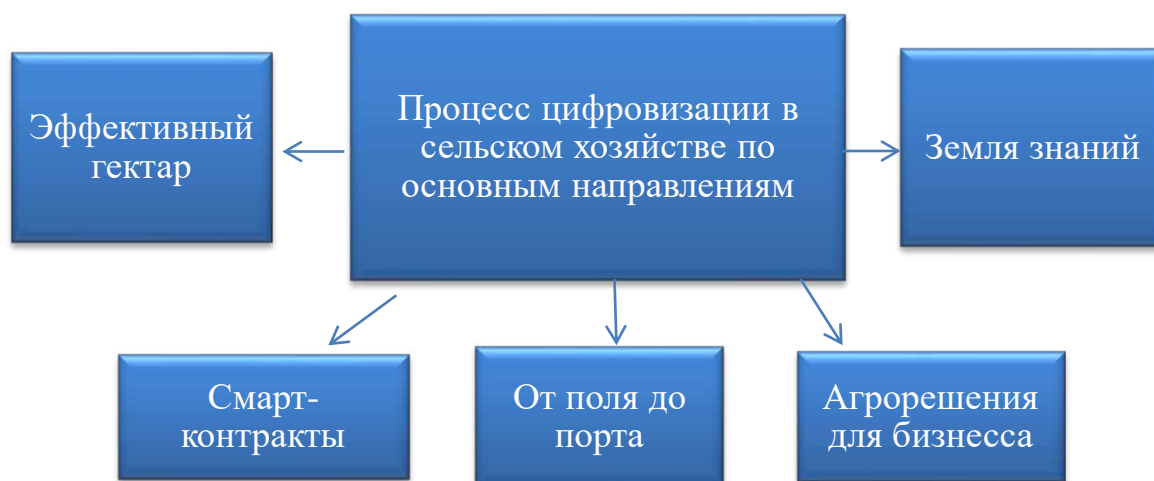 Процесс цифровизации в
сельском хозяйстве по
основным направлениям
Эффективный
гектар
Земля знаний
Смарт-
контракты
От поля до
порта
Агрорешения
для бизнесса